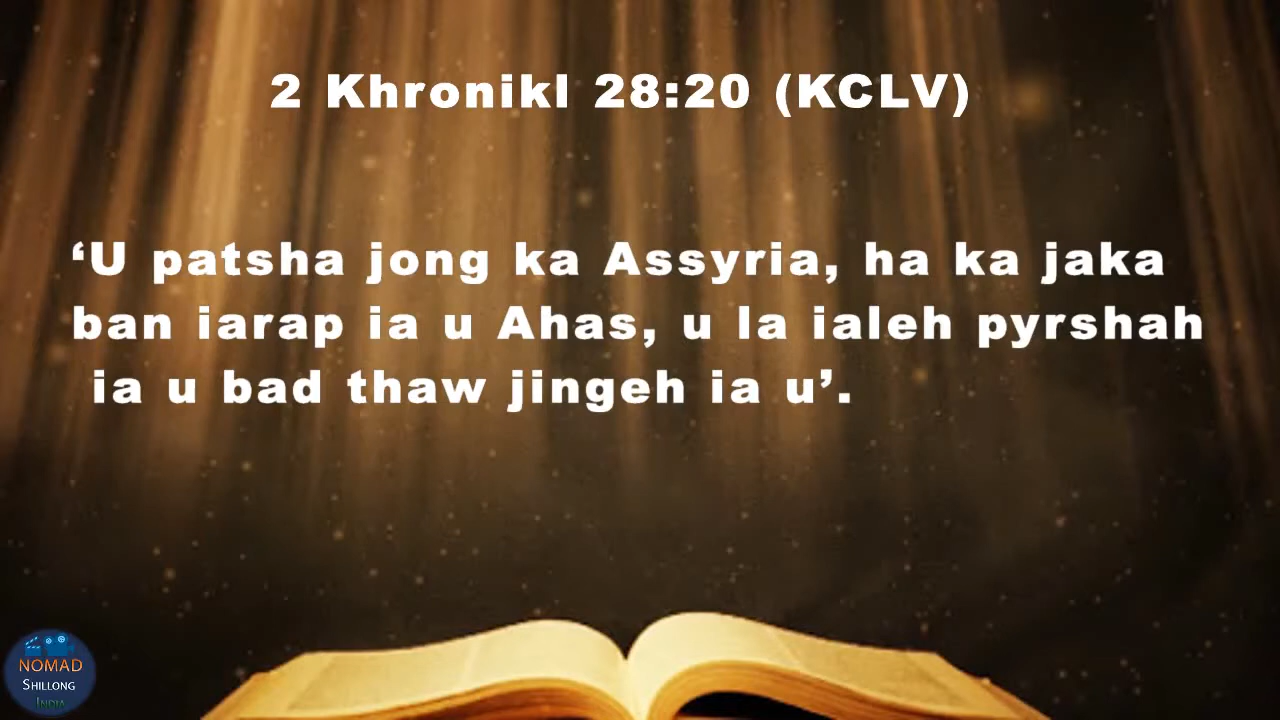 2 Khronikl 28:20 (KCLV)
‘U patsha jong ka Assyria, ha ka jaka
ban iarap ia u Ahas, u la ialeh pyrshah
ia u bad thaw jingeh ia u’.
NOMAD
SHILLONG
INDIA